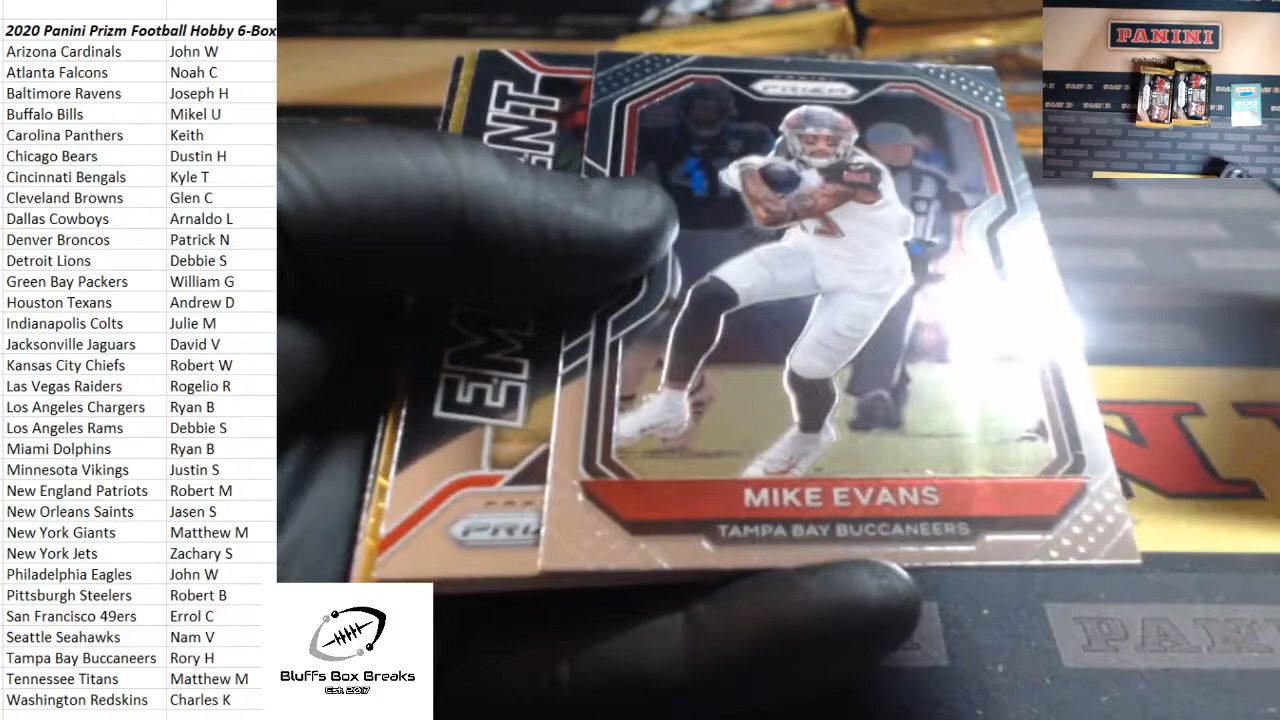 2020 Panini Prizm Football Hobby 6-Box
Arizona Cardinals John W
Atlanta Falcons Noah C
Baltimore Ravens Joseph H
Buffalo Bills Mikel U
Carolina Panthers Keith
Chicago Bears Dustin H
Cincinnati Bengals Kyle T
Cleveland Browns Glen C
Dallas Cowboys Arnaldo L
Denver Broncos Patrick N
Detroit Lions Debbie S
Green Bay Packers William G
Houston Texans Andrew D
Indianapolis Colts Julie M
Jacksonville Jaguars David V
Kansas City Chiefs Robert W
Las Vegas Raiders Rogelio R
Los Angeles Chargers Ryan B
Los Angeles Rams Debbie S
Miami Dolphins Ryan B
Minnesota Vikings Justin S
New England Patriots Robert M
New Orleans Saints Jasen S
New York Giants Matthew M
New York Jets Zachary S
Philadelphia Eagles John W
Pittsburgh Steelers Robert B
San Francisco 49ers Errol C
Seattle Seahawks Nam V
Tampa Bay Buccaneers Rory H
Tennessee Titans Matthew M
Washington Redskins Charles K
PANINI
PRIZM
MIKE EVANS
TAMPA BAY BUCCANEERS
Bluffs Box Breaks
Est. 2017
PANINI